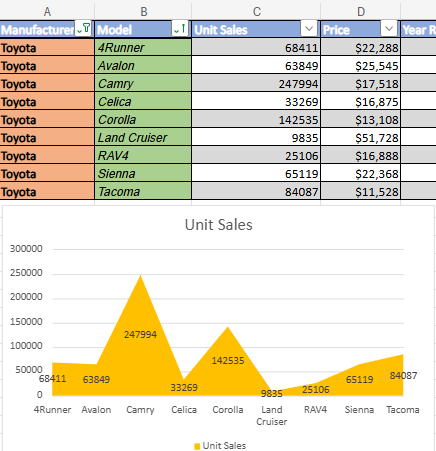 A B C D
Manufacturer Model Unit Sales Price Year R
Toyota 4Runner 68411 $22,288
Toyota Avalon 63849 $25,545
Toyota Camry 247994 $17,518
Toyota Celica 33269 $16,875
Toyota Corolla 142535 $13,108
Toyota Land Cruiser 9835 $51,728
Toyota RAV4 25106 $16,888
Toyota Sienna 65119 $22,368
Toyota Tacoma 84087 $11,528
Unit Sales
300000
250000
200000
150000
100000
50000
0
68411 63849 247994 33269 142535 9835 25106 65119 84087
4Runner Avalon Camry Celica Corolla Land Cruiser RAV4 Sienna Tacoma
Unit Sales